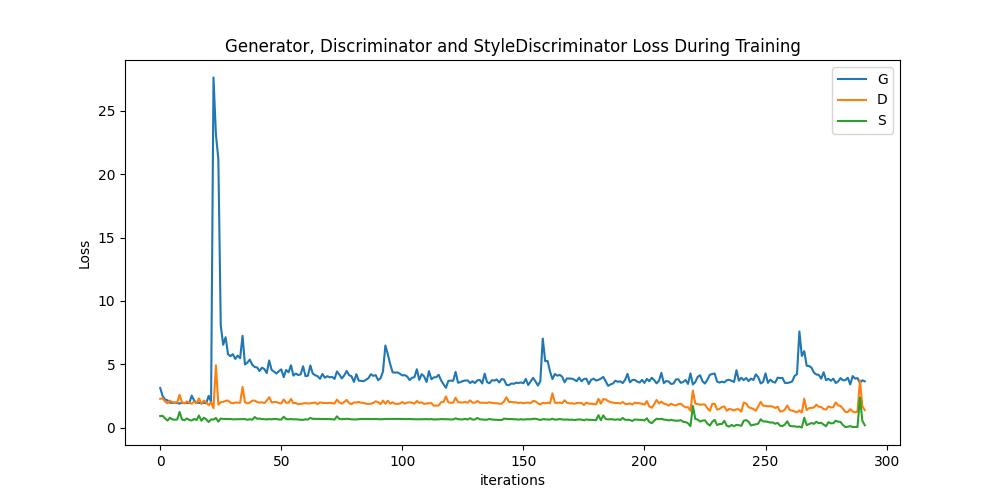 Generator, Discriminator and StyleDiscriminator Loss During Training
G
D
S
25
20
15
10
5
0
Loss
0 50 100 150 200 250 300
iterations